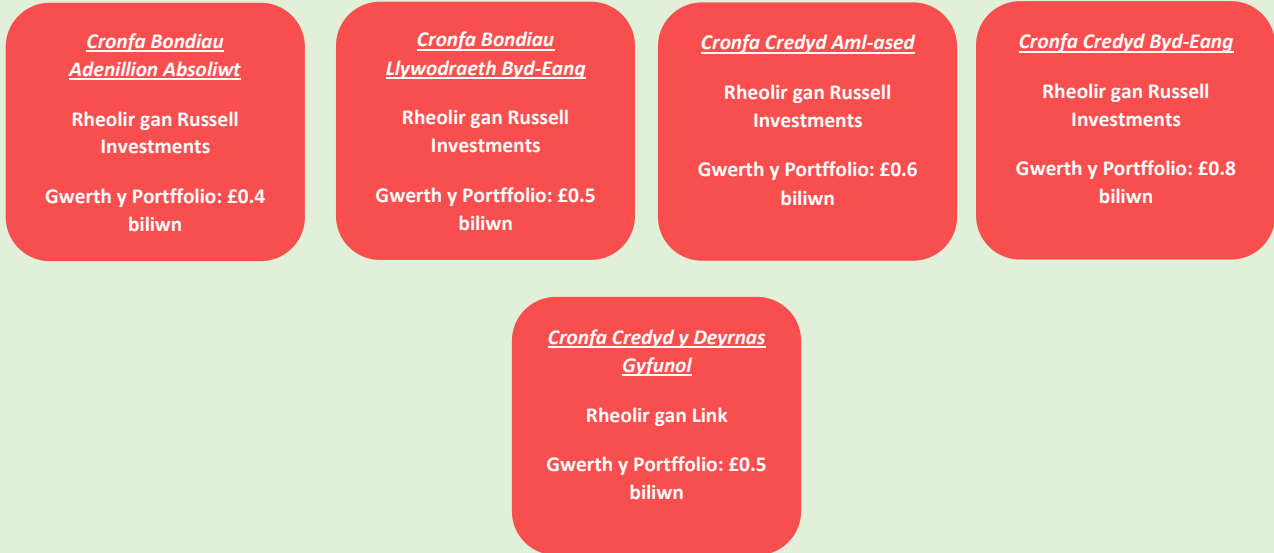 Cronfa Bondiau
Adenillion Absoliwt
Rheolir gan Russell
Investments
Gwerth y Portffolio: £0.4
biliwn
Cronfa Bondiau
Llywodraeth Byd-Eang
Rheolir gan Russell
Investments
Gwerth y Portffolio: £0.5
biliwn
Cronfa Credyd Aml-ased
Rheolir gan Russell
Investments
Gwerth y Portffolio: £0.6
biliwn
Cronfa Credyd Byd-Eang
Rheolir gan Russell
Investments
Gwerth y Portffolio: £0.8
biliwn
Cronfa Credyd y Deyrnas
Gyfunol
Rheolir gan Link
Gwerth y Portffolio: £0.5
biliwn